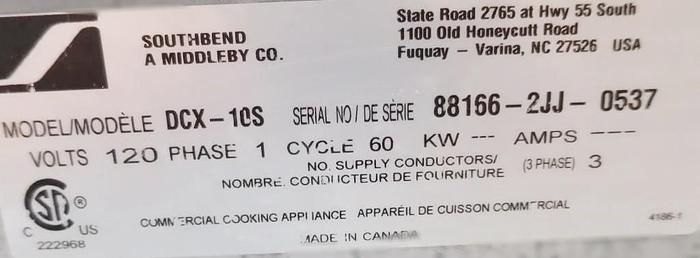 SOUTHBEND
A MIDDLEBY CO.
State Road 2765 at Hwy 55 South
1100 Old Honeycutt Road
Fuquay – Varina, NC 27526 USA
MODEL/MODÈLE DCX-10S SERIAL NO/ DE SÈRIE 88166-2JJ-0537
VOLTS 120 PHASE 1 CYCLE 60 KW --- AMPS ---
NO. SUPPLY CONDUCTORS/
NOMBRE. CONDUCTEUR DE FOURNITURE (3 PHASE) 3
SA ®
C US
222968
COMMERCIAL COOKING APPLIANCE APPARÉIL DE CUISSON COMMERCIAL
4186-1
MADE IN CANADA